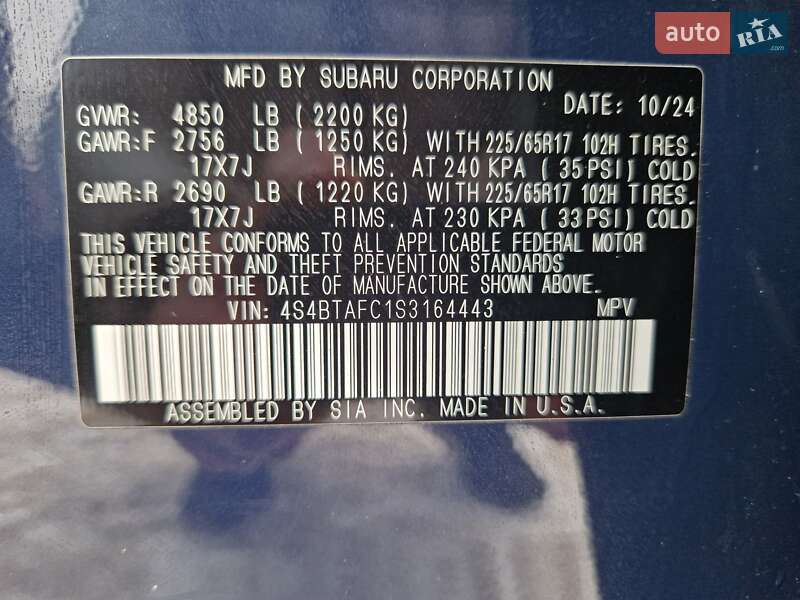 auto RIA.com
MFD BY SUBARU CORPORATION
DATE: 10/24
GVWR: 4850 LB ( 2200 KG)
GAWR:F 2756 LB ( 1250 KG) WITH 225/65R17 102H TIRES.
17X7J RIMS. AT 240 KPA ( 35 PSI) COLD
GAWR:R 2690 LB ( 1220 KG) WITH 225/65R17 102H TIRES.
17X7J RIMS. AT 230 KPA ( 33 PSI) COLD
THIS VEHICLE CONFORMS TO ALL APPLICABLE FEDERAL MOTOR
VEHICLE SAFETY AND THEFT PREVENTION STANDARDS
IN EFFECT ON THE DATE OF MANUFACTURE SHOWN ABOVE.
VIN: 4S4BTAFC1S3164443 MPV
ASSEMBLED BY SIA INC. MADE IN U.S.A.